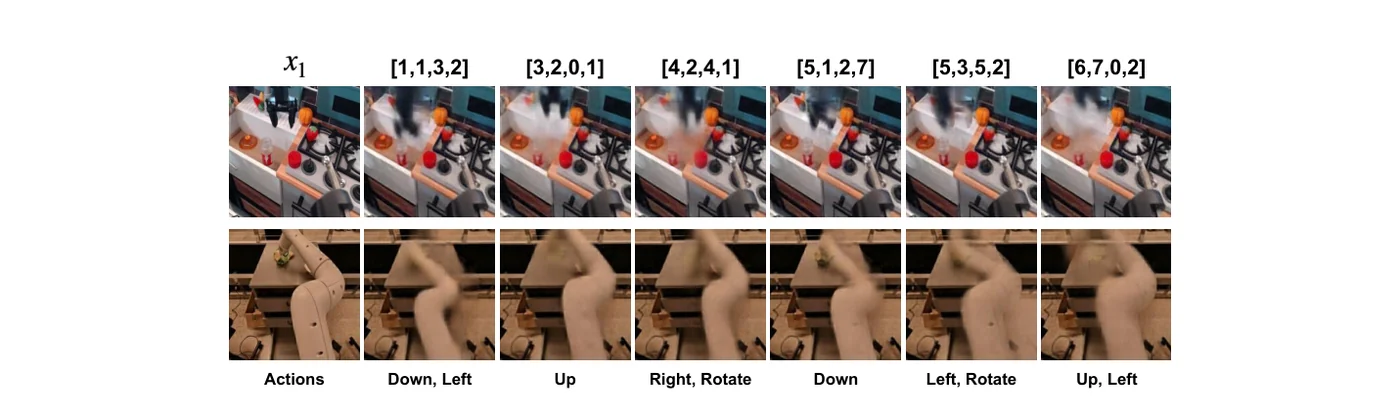 x₁ [1,1,3,2] [3,2,0,1] [4,2,4,1] [5,1,2,7] [5,3,5,2] [6,7,0,2]
Actions Down, Left Up Right, Rotate Down Left, Rotate Up, Left